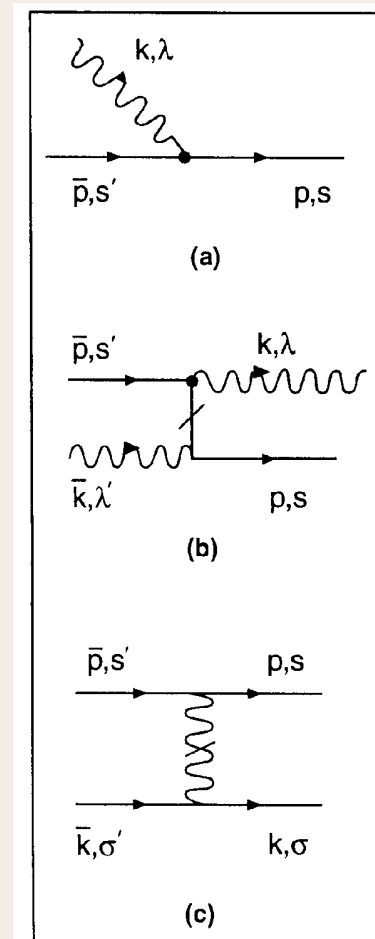 k,λ
p̄,s′ p,s
(a)
p̄,s′ k,λ
k̄,λ′ p,s
(b)
p̄,s′ p,s
k̄,σ′ k,σ
(c)